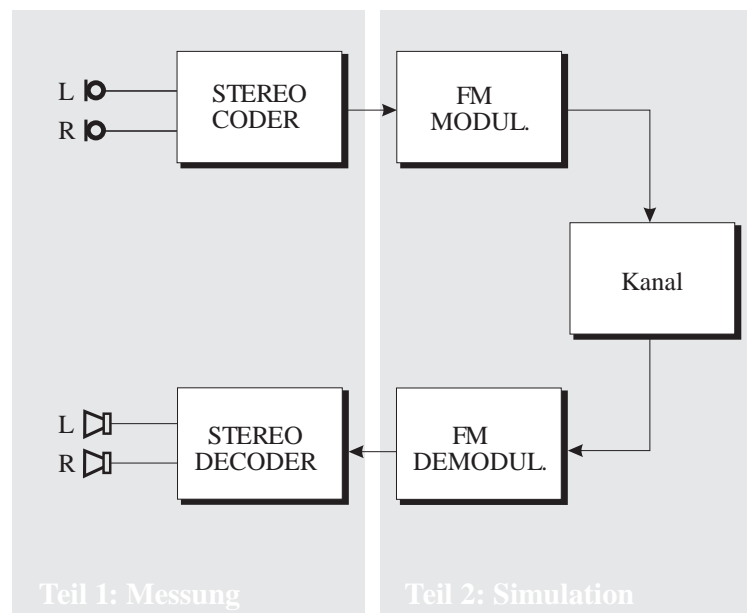 L
R
STEREO
CODER
FM
MODUL.
Kanal
L
R
STEREO
DECODER
FM
DEMODUL.
Teil 1: Messung
Teil 2: Simulation